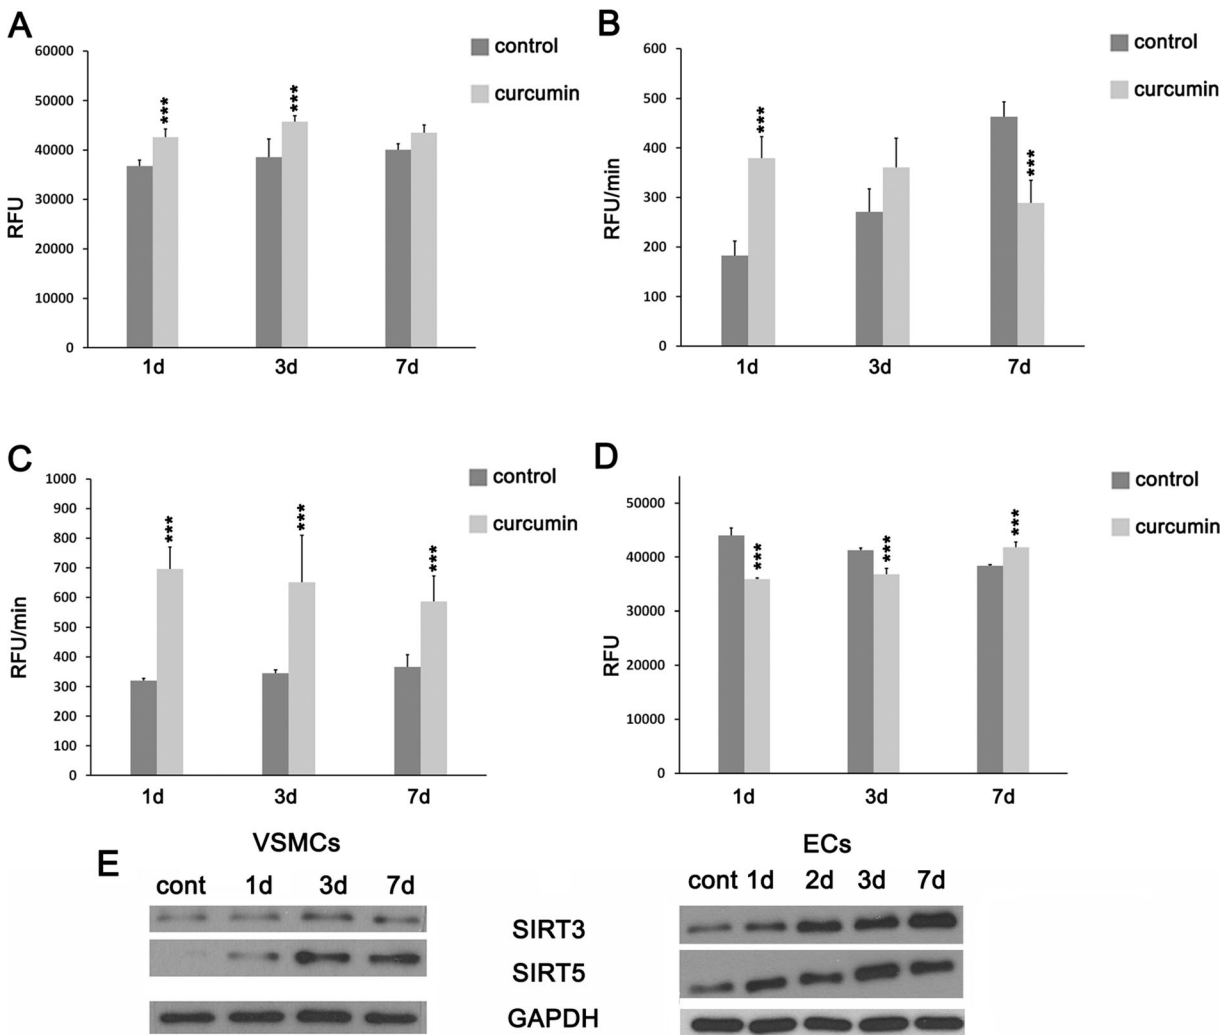 A
60000
50000
40000
30000
20000
10000
0
RFU
***
***
1d
3d
7d
control
curcumin
B
600
500
400
300
200
100
0
RFU/min
***
***
1d
3d
7d
control
curcumin
C
1000
900
800
700
600
500
400
300
200
100
0
RFU/min
***
***
***
1d
3d
7d
control
curcumin
D
50000
40000
30000
20000
10000
0
RFU
***
***
***
1d
3d
7d
control
curcumin
E
VSMCs
ECs
cont 1d 3d 7d
cont 1d 2d 3d 7d
SIRT3
SIRT5
GAPDH